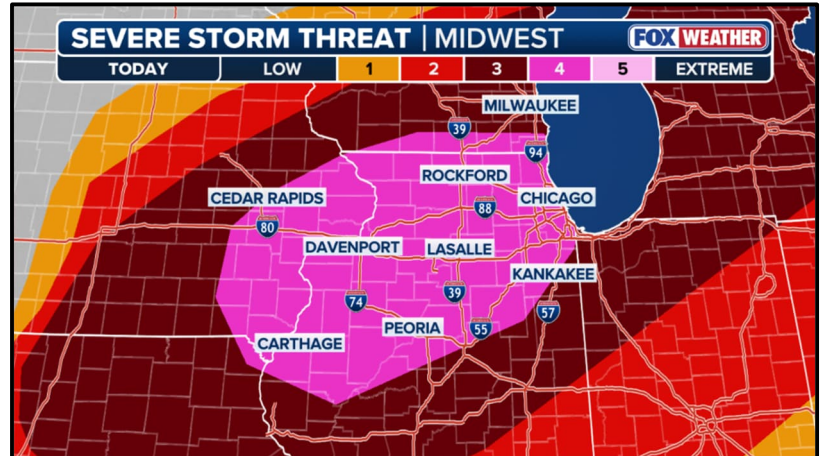 SEVERE STORM THREAT | MIDWEST
FOX WEATHER
TODAY LOW 1 2 3 4 5 EXTREME
MILWAUKEE
39
94
ROCKFORD
CEDAR RAPIDS
88
CHICAGO
80
DAVENPORT
LASALLE
KANKAKEE
74
39
57
PEORIA
55
CARTHAGE